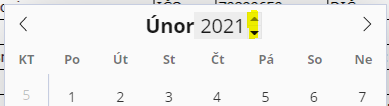 Únor 2021
KT Po Út St Čt Pá So Ne
5 1 2 3 4 5 6 7